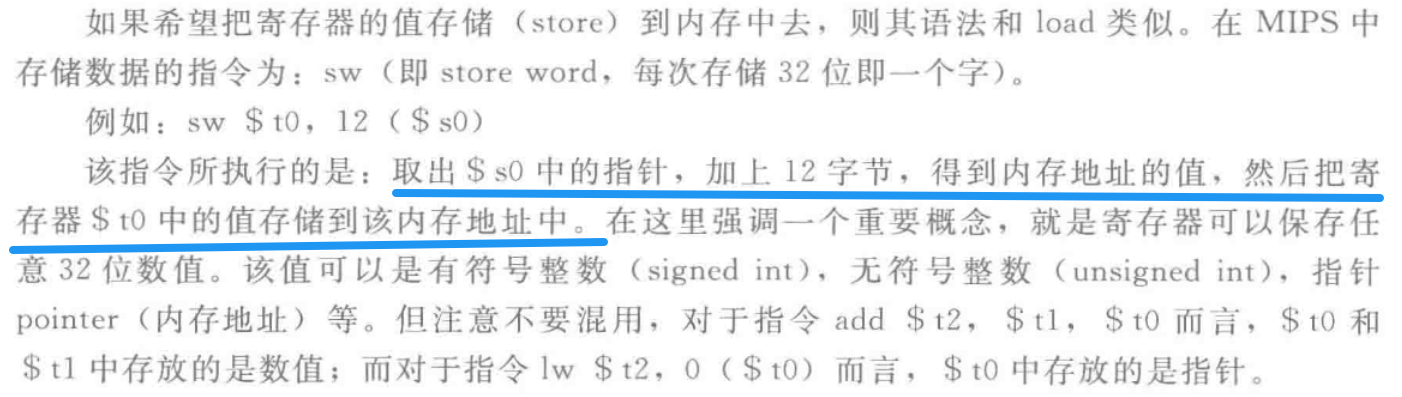 如果希望把寄存器的值存储（store）到内存中去，则其语法和 load 类似。在 MIPS 中
存储数据的指令为：sw（即 store word，每次存储 32 位即一个字）。
例如：sw ＄t0，12（＄s0）
该指令所执行的是：取出＄s0 中的指针，加上 12 字节，得到内存地址的值，然后把寄
存器＄t0 中的值存储到该内存地址中。在这里强调一个重要概念，就是寄存器可以保存任
意 32 位数值。该值可以是有符号整数（signed int），无符号整数（unsigned int），指针
pointer（内存地址）等。但注意不要混用，对于指令 add ＄t2，＄t1，＄t0 而言，＄t0 和
＄t1 中存放的是数值；而对于指令 lw ＄t2，0（＄t0）而言，＄t0 中存放的是指针。